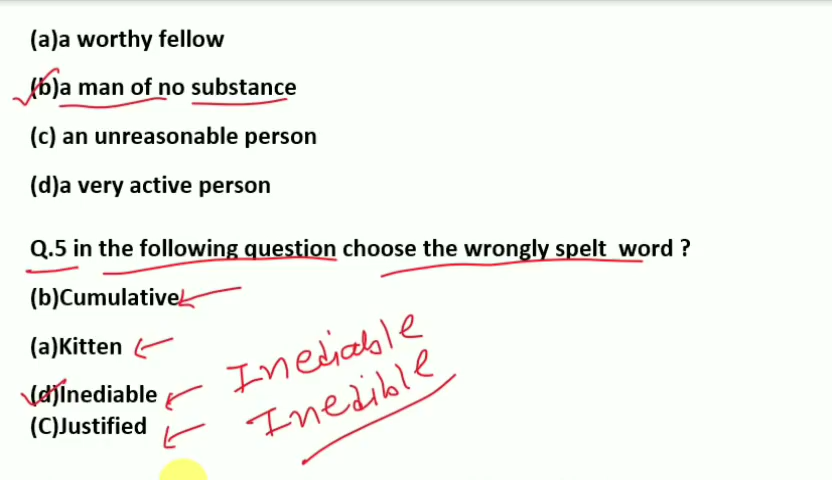 (a)a worthy fellow
(b)a man of no substance
(c) an unreasonable person
(d)a very active person
Q.5 in the following question choose the wrongly spelt word ?
(b)Cumulative
(a)Kitten
Inediable
(d)Inediable
Inedible
(C)Justified